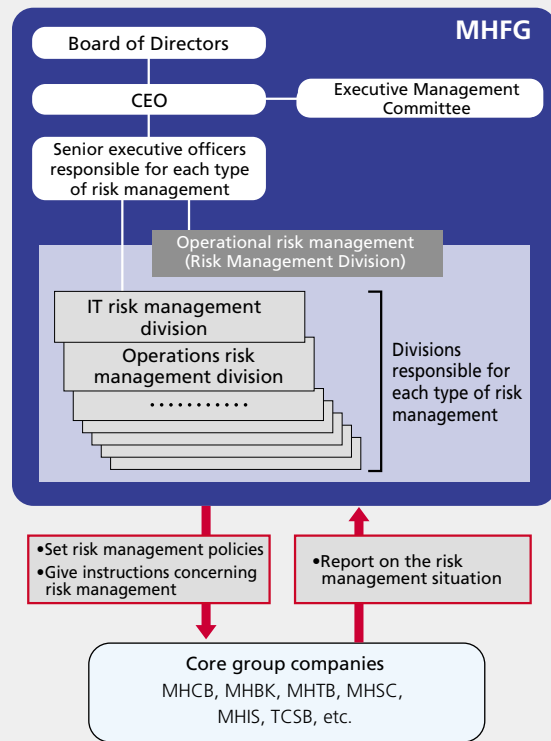 MHFG
Board of Directors
CEO
Executive Management
Committee
Senior executive officers
responsible for each type
of risk management
Operational risk management
(Risk Management Division)
IT risk management
division
Operations risk
management division
···········
Divisions
responsible for
each type of risk
management
•Set risk management policies
•Give instructions concerning
risk management
•Report on the risk
management situation
Core group companies
MHCB, MHBK, MHTB, MHSC,
MHIS, TCSB, etc.